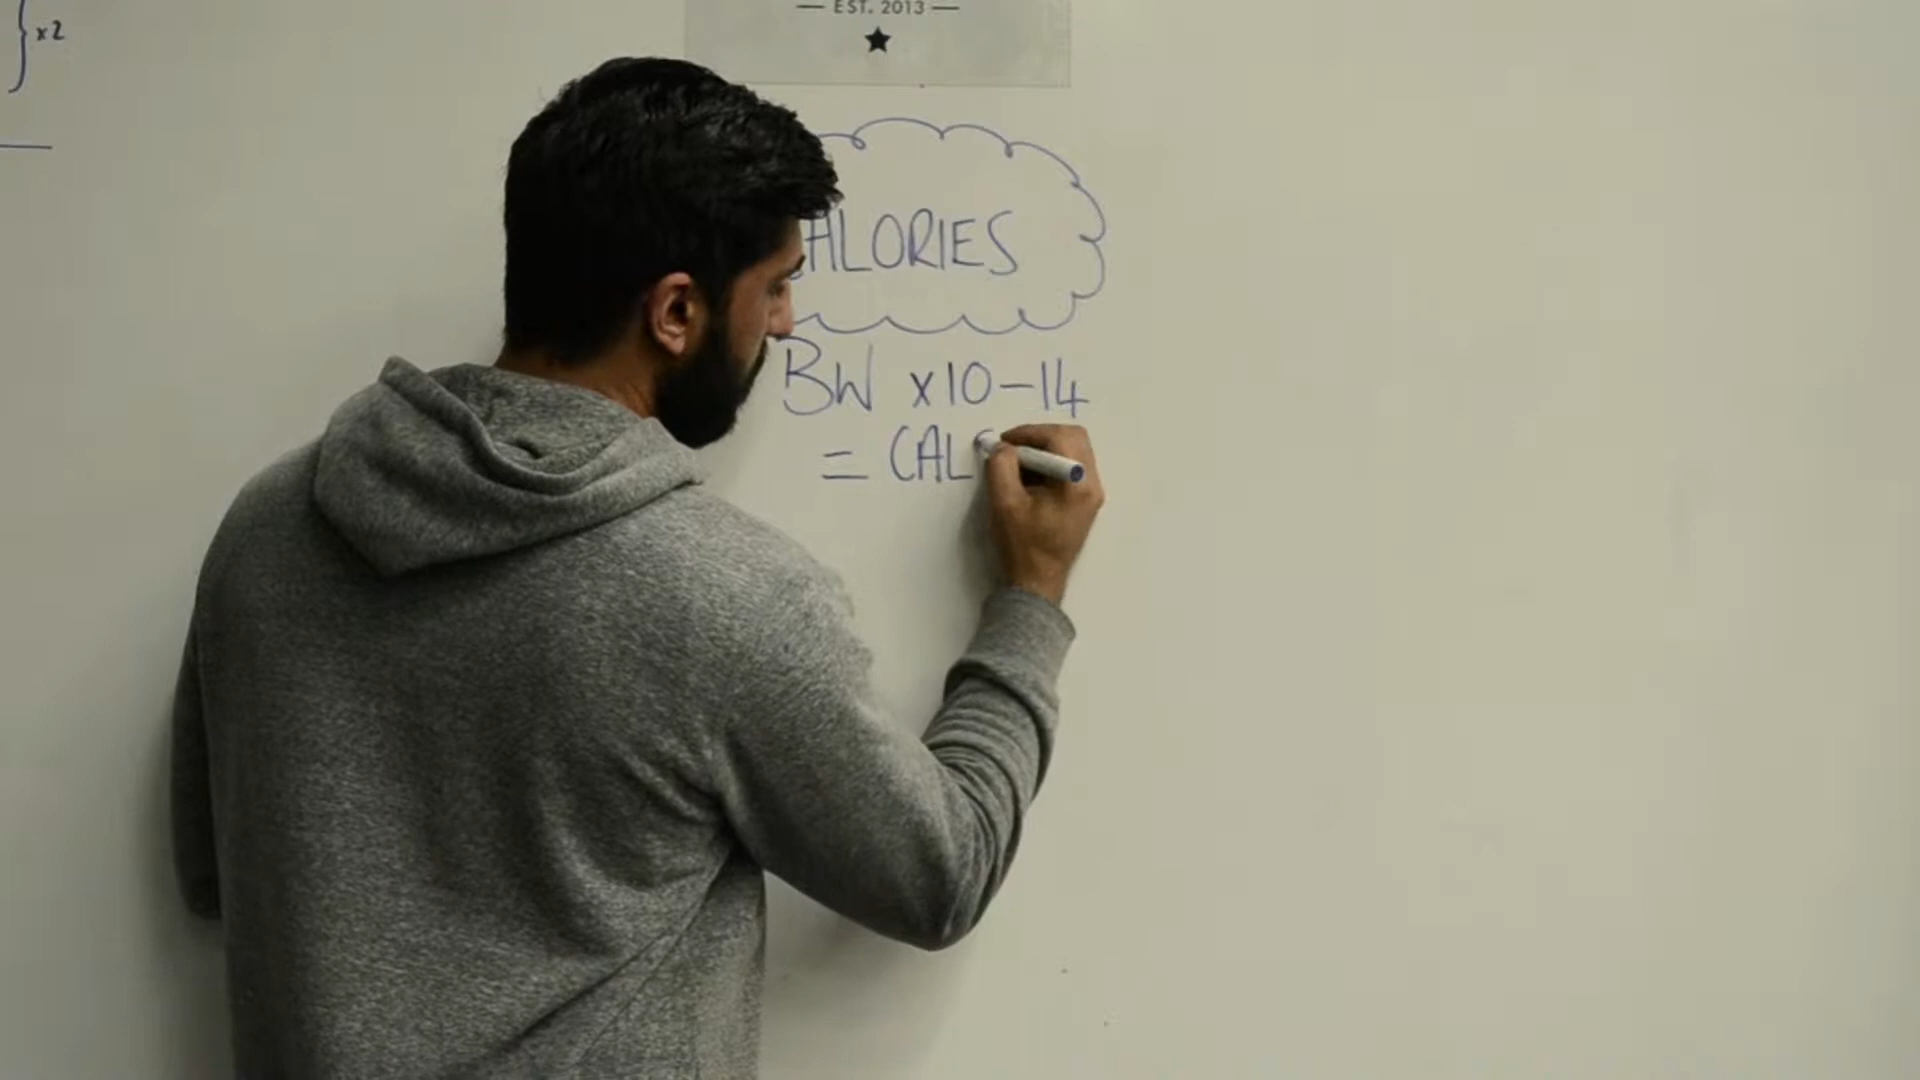 }x2
— EST. 2013 —
ALORIES
BW x10-14
= CAL